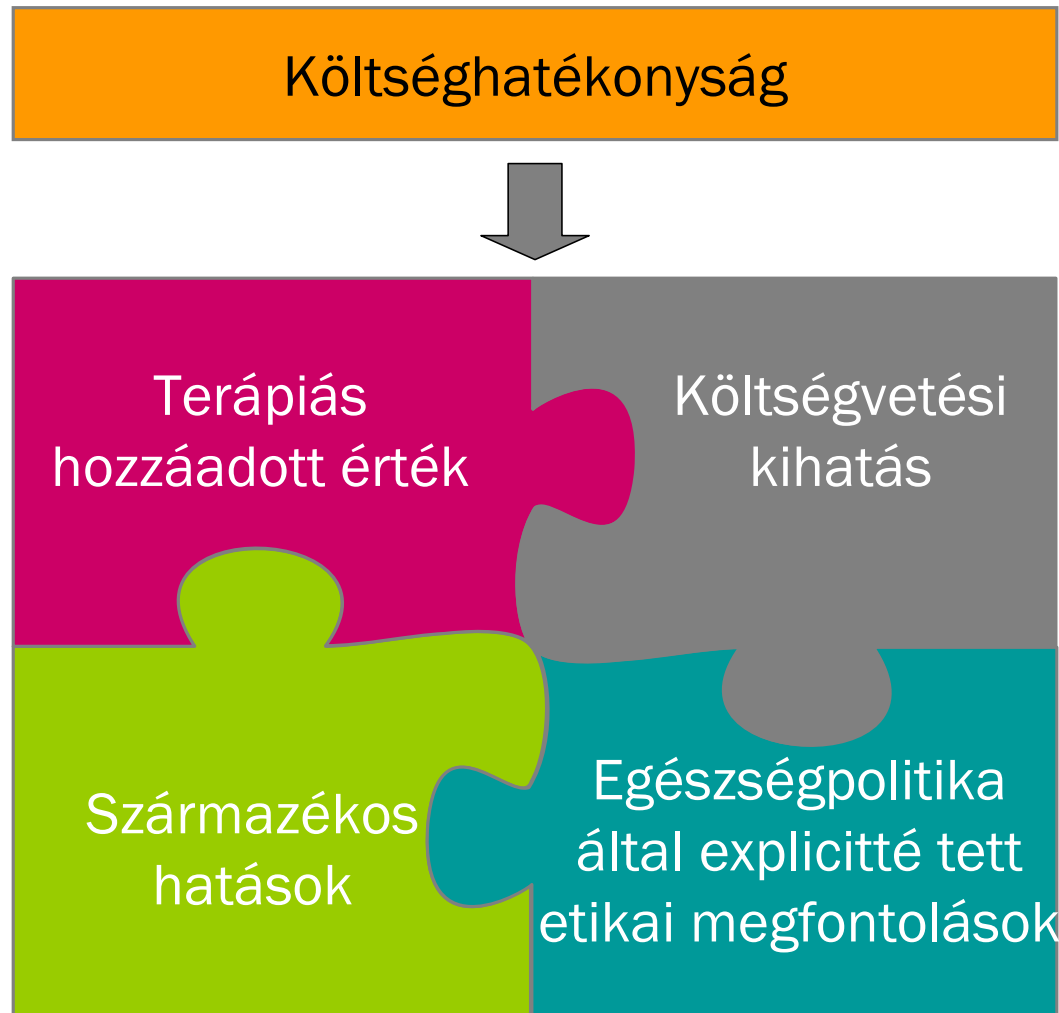 Költséghatékonyság
Terápiás
hozzáadott érték
Költségvetési
kihatás
Származékos
hatások
Egészségpolitika
által explicitté tett
etikai megfontolások